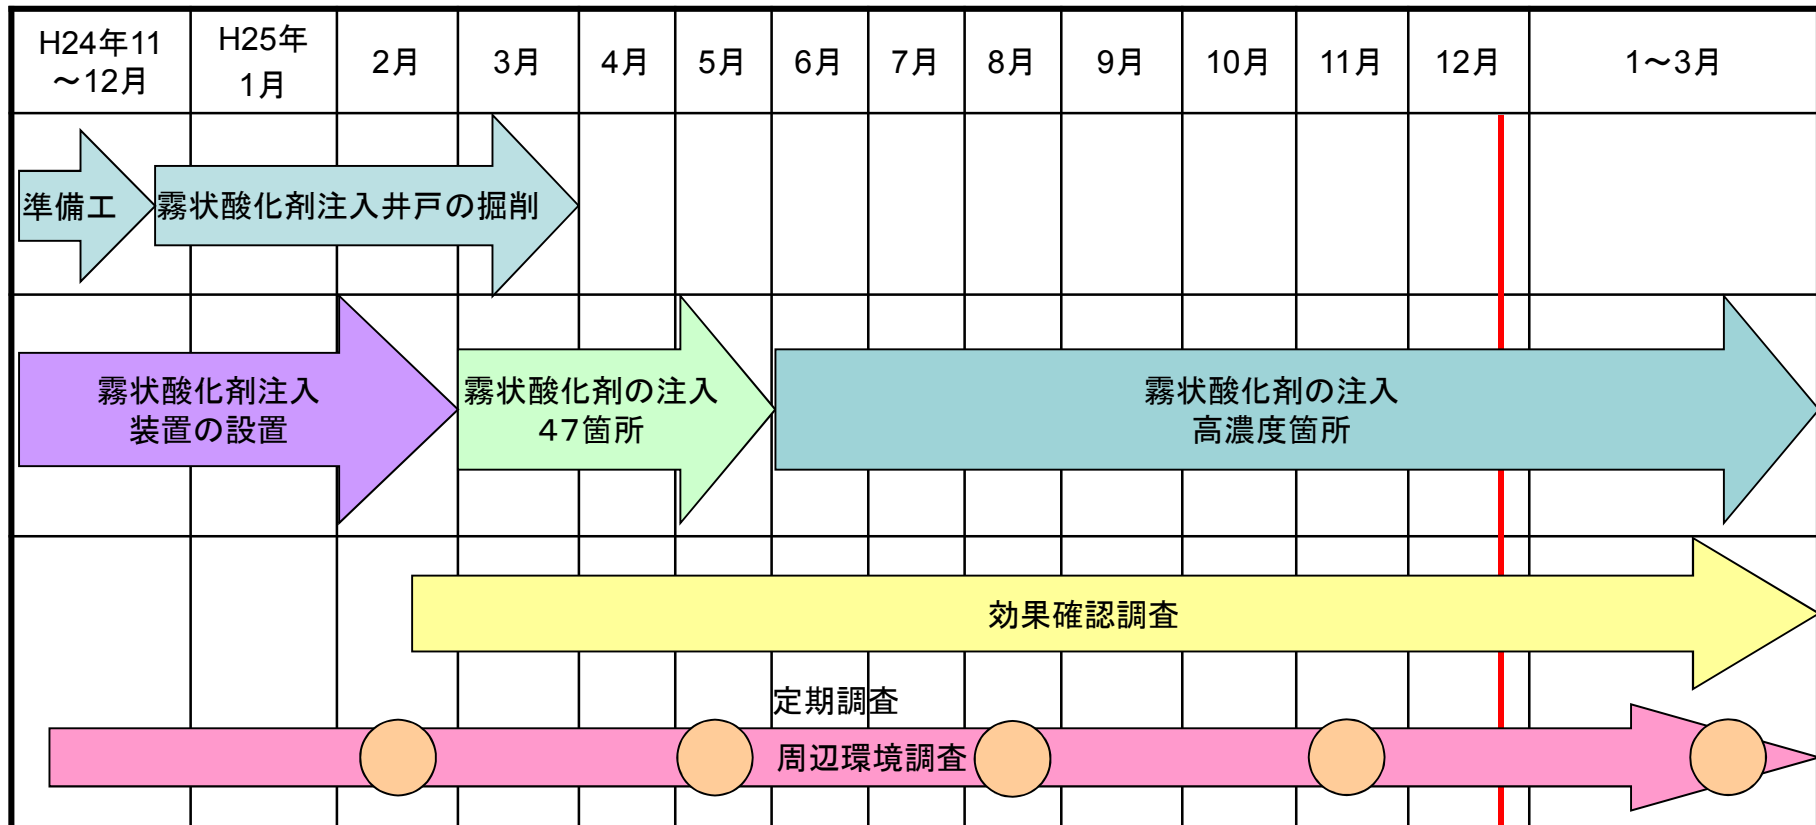 H24年11
～12月
H25年
1月
2月
3月
4月
5月
6月
7月
8月
9月
10月
11月
12月
1～3月
準備工
霧状酸化剤注入井戸の掘削
霧状酸化剤注入
装置の設置
霧状酸化剤の注入
４７箇所
霧状酸化剤の注入
高濃度箇所
効果確認調査
定期調査
周辺環境調査